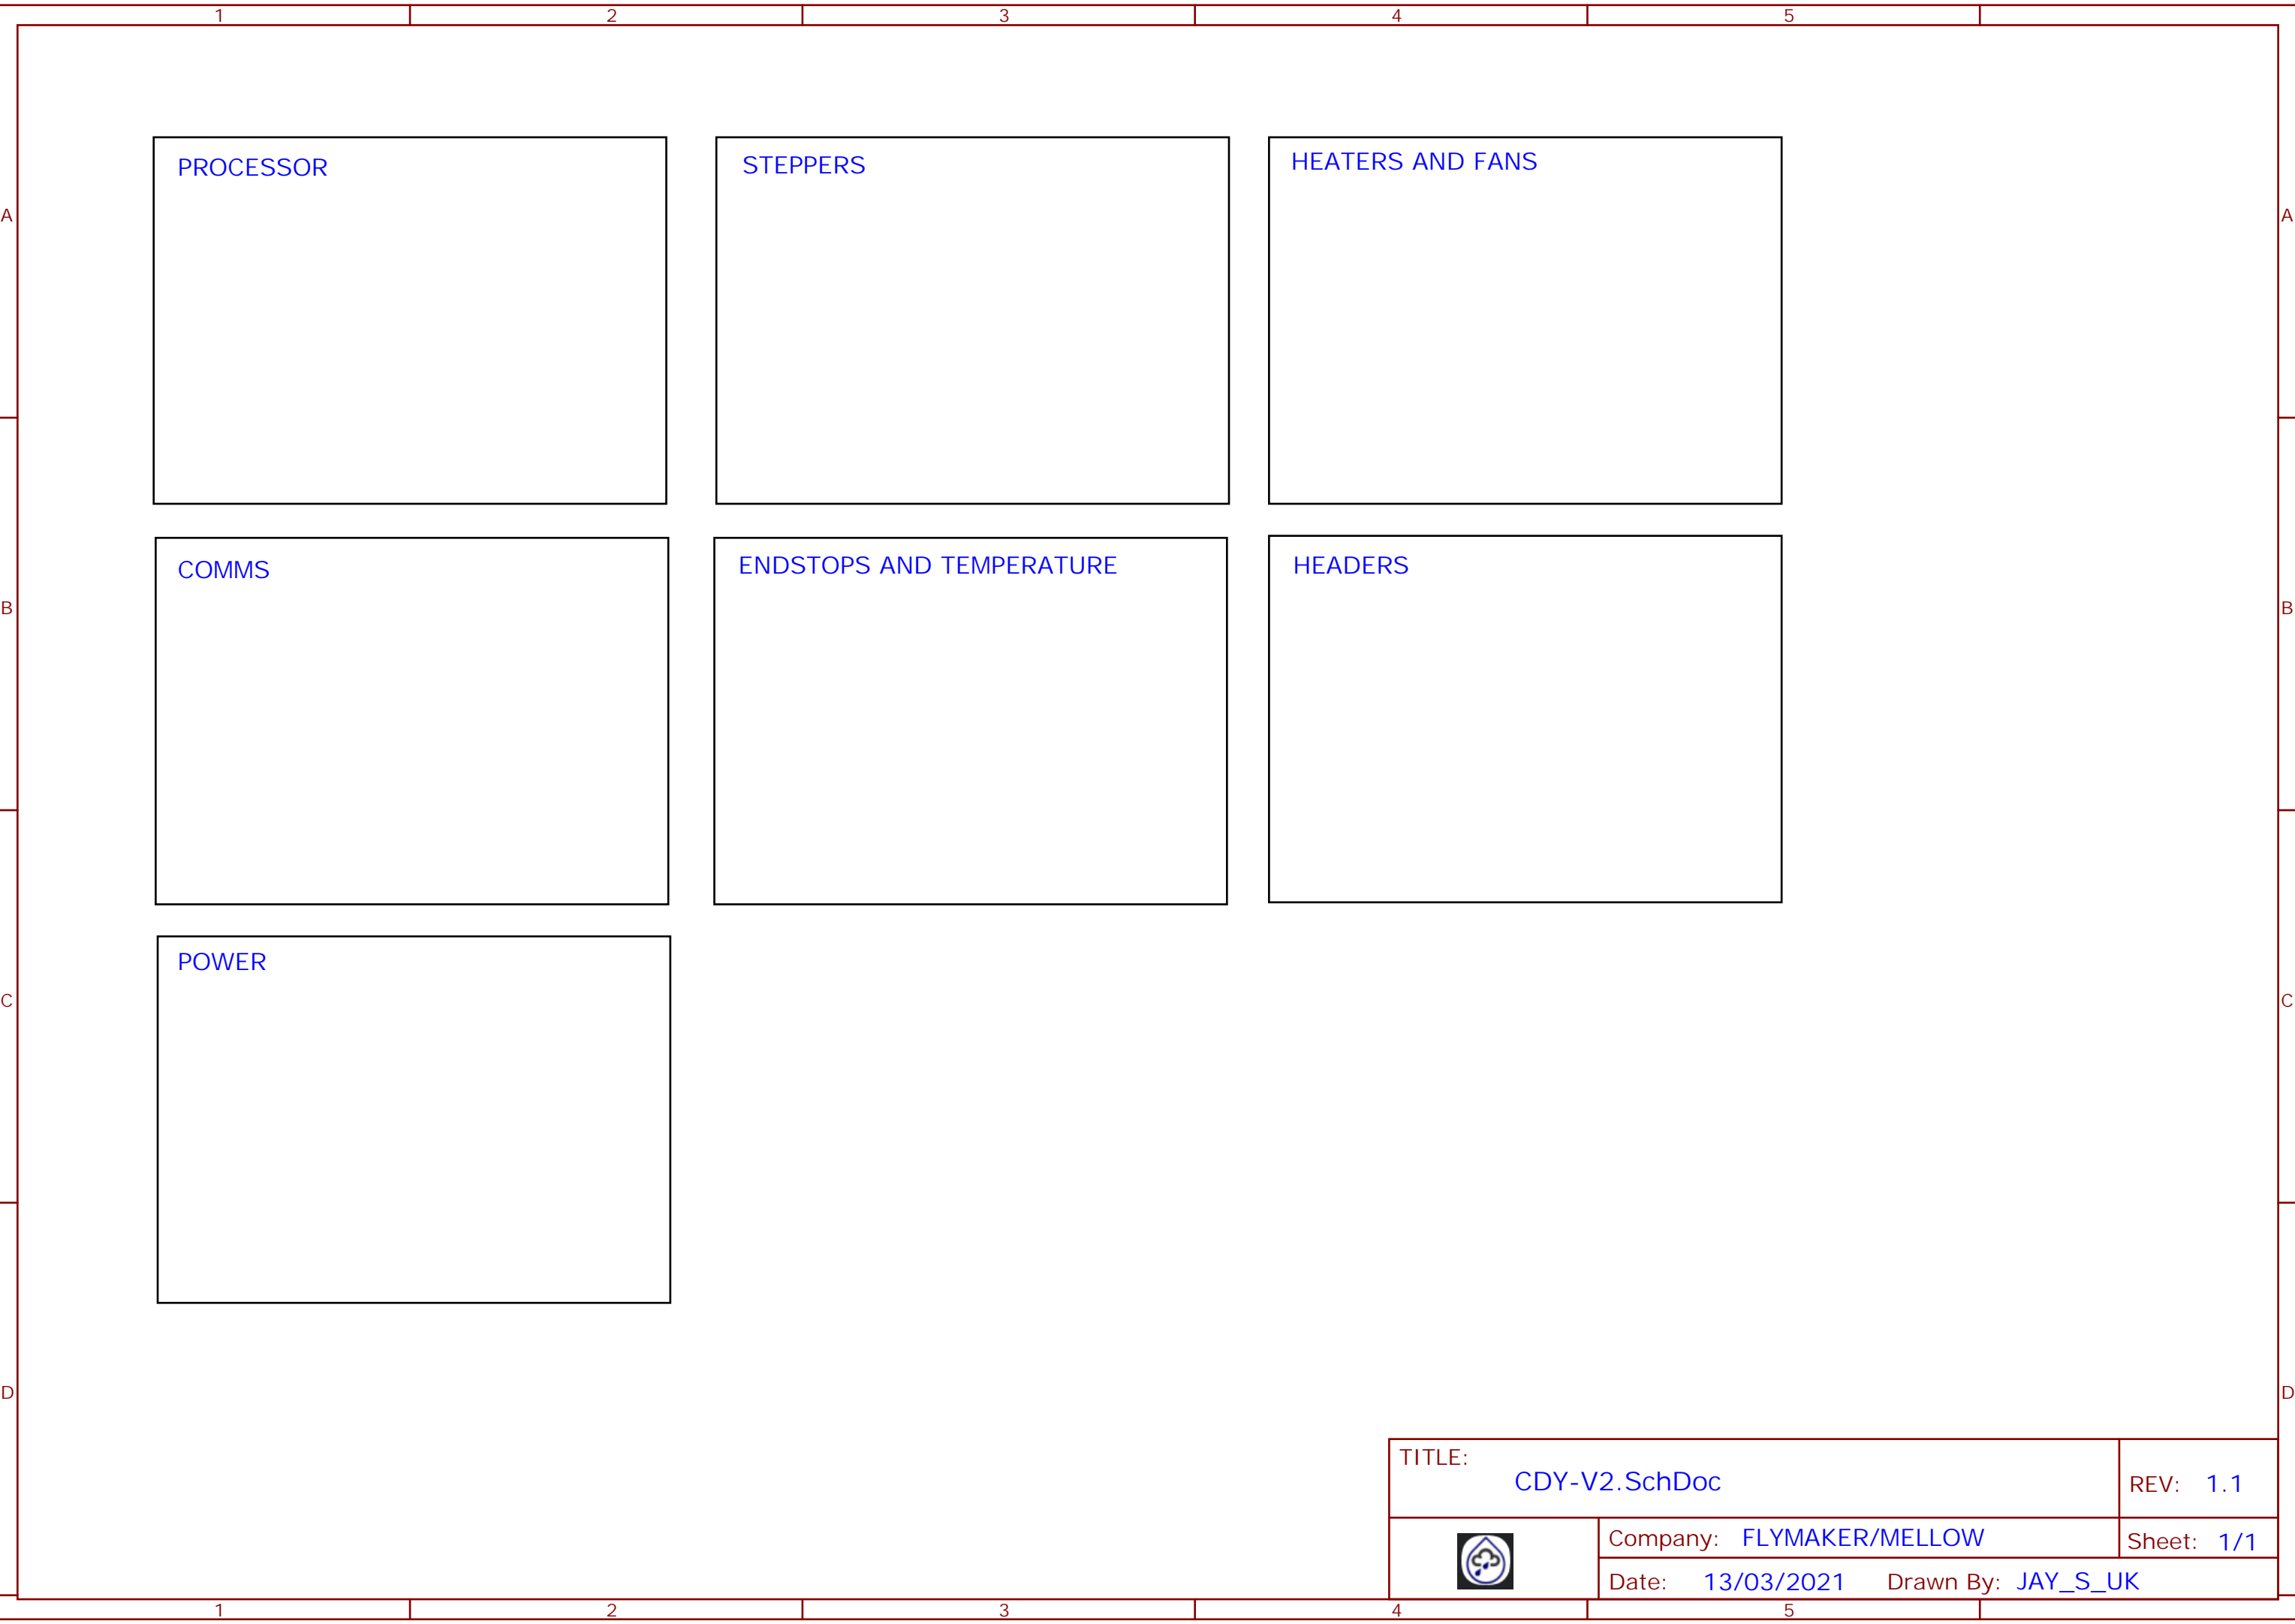 1 2 3 4 5
A A
PROCESSOR STEPPERS HEATERS AND FANS
B B
COMMS ENDSTOPS AND TEMPERATURE HEADERS
C C
POWER
D D
TITLE:
CDY-V2.SchDoc
REV: 1.1
Company: FLYMAKER/MELLOW
Sheet: 1/1
Date: 13/03/2021 Drawn By: JAY_S_UK
1 2 3 4 5